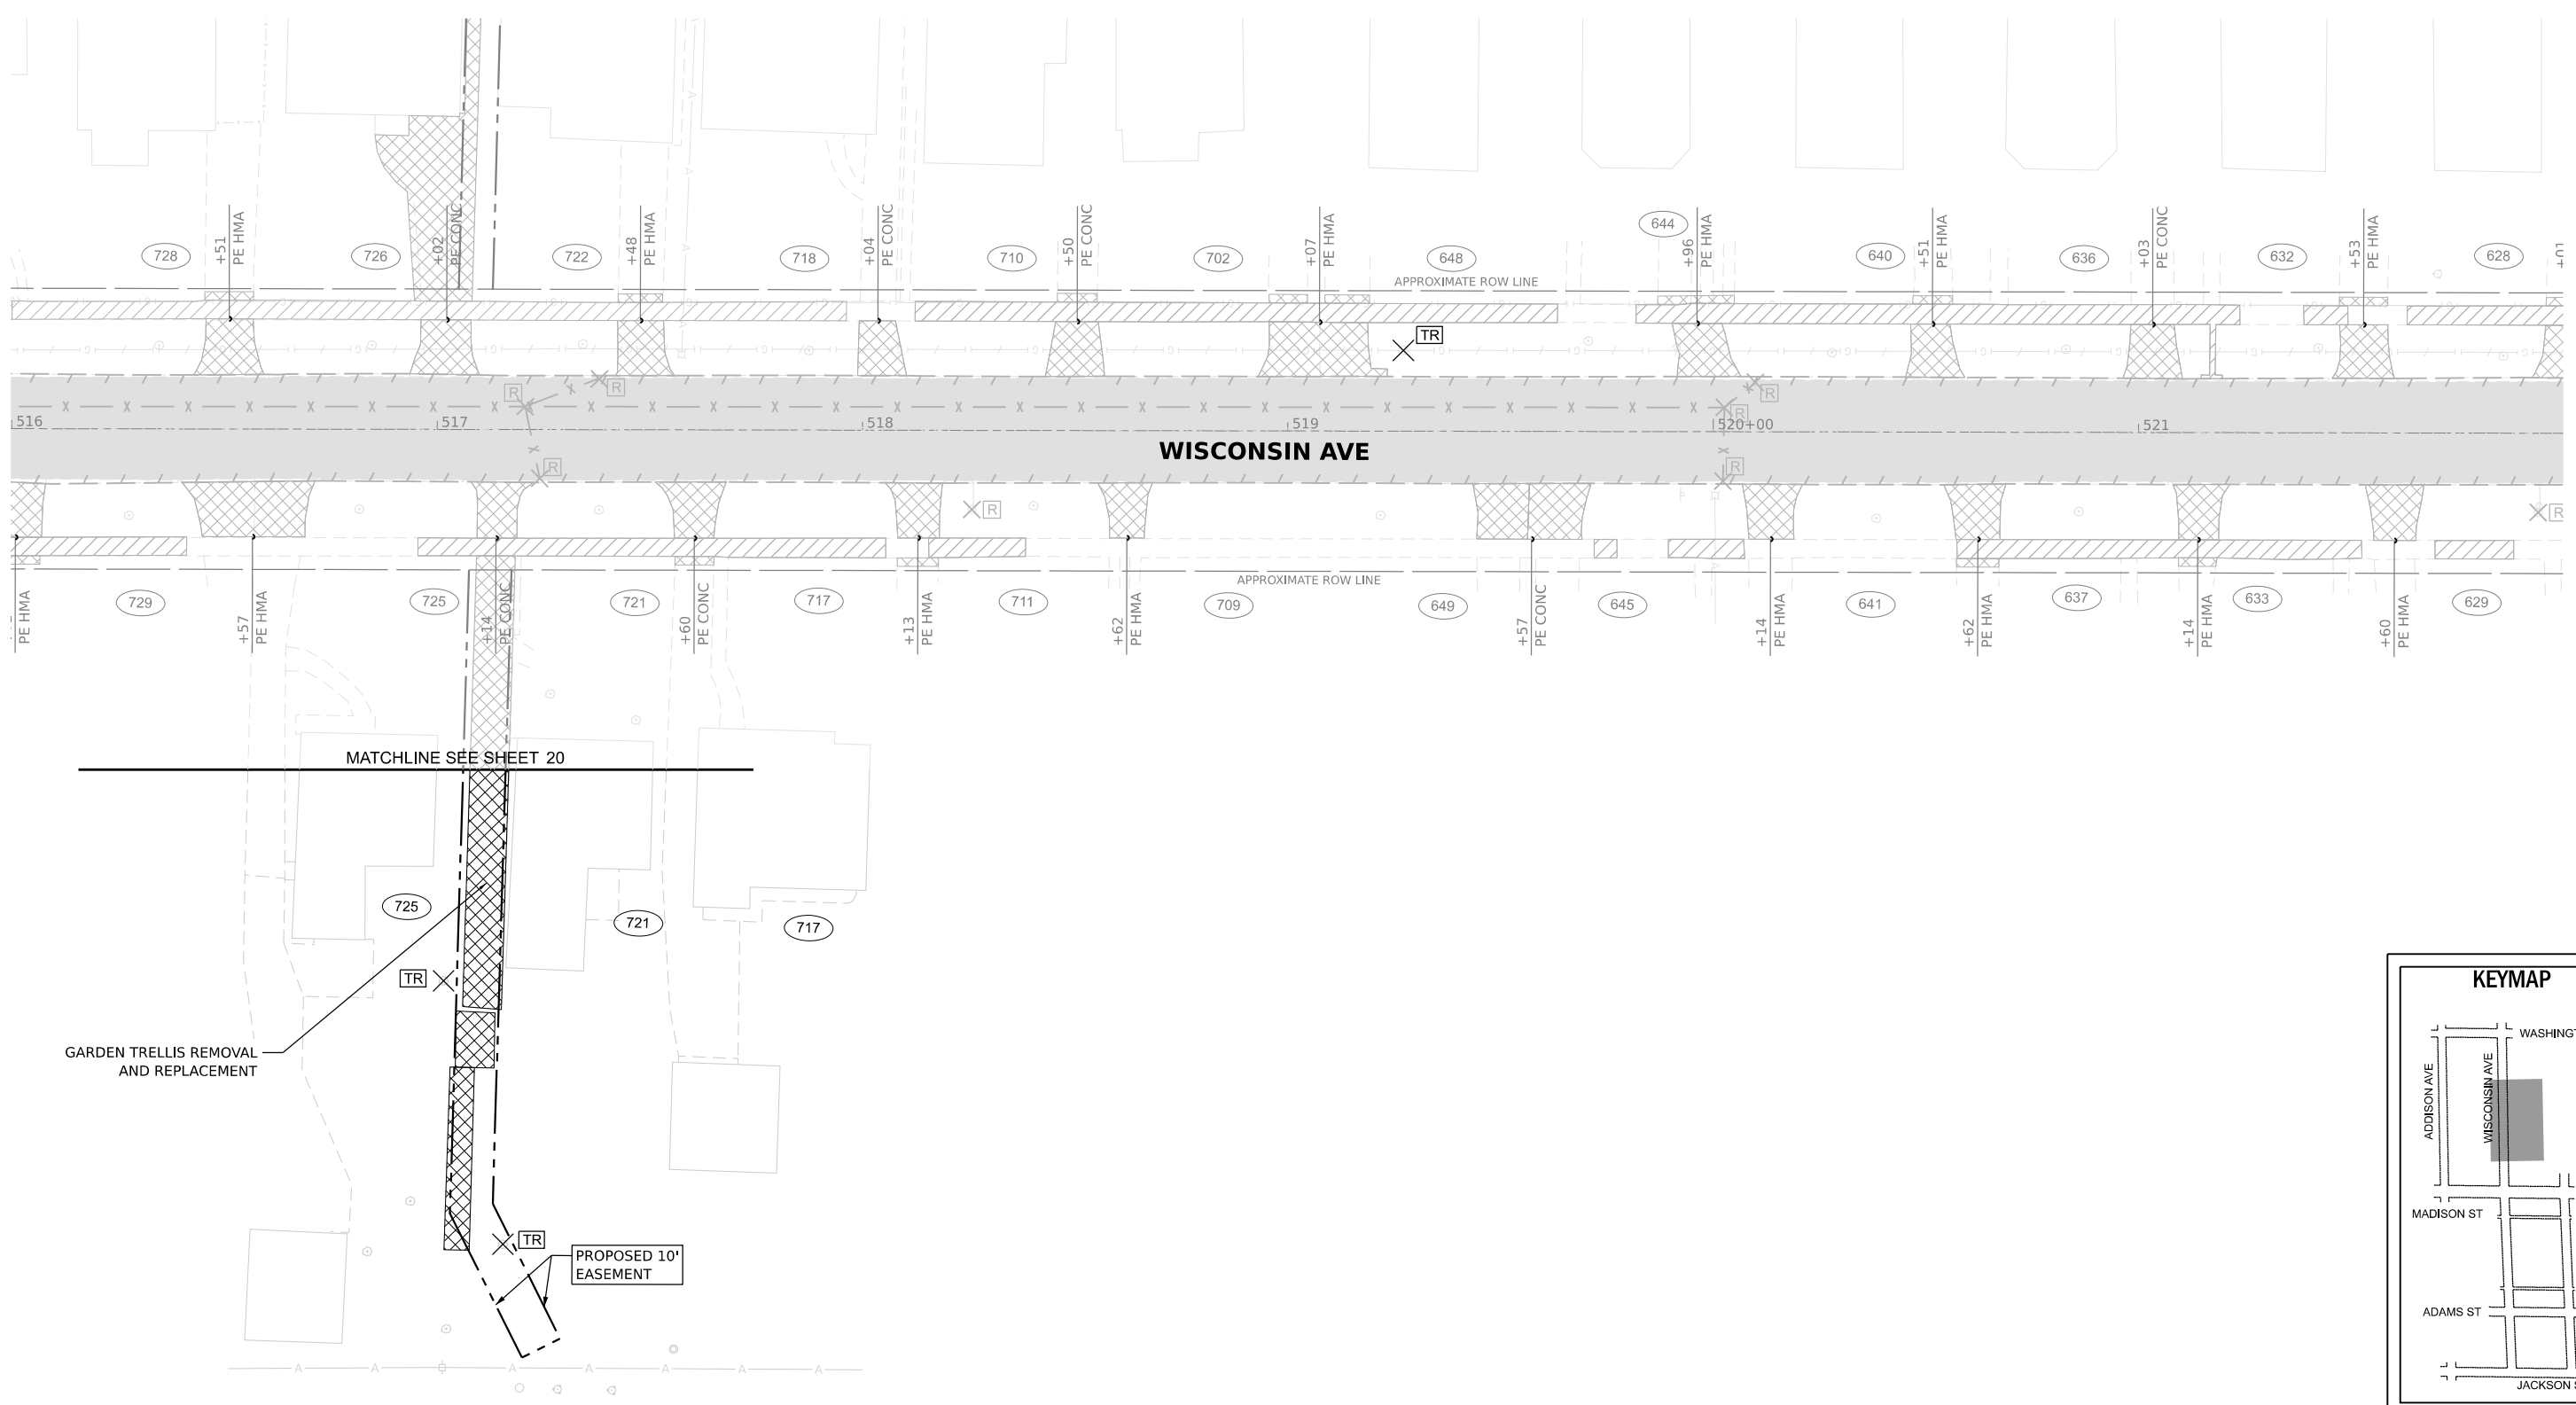 +51
PE HMA
+02
PE CONC
+48
PE HMA
+04
PE CONC
+50
PE CONC
+07
PE HMA
+96
PE HMA
+51
PE HMA
+03
PE CONC
+53
PE HMA
728
726
722
718
710
702
648
644
640
636
632
628
APPROXIMATE ROW LINE
TR
R
R
R
R
516
517
518
519
520+00
521
WISCONSIN AVE
R
R
R
R
APPROXIMATE ROW LINE
729
725
721
717
711
709
649
645
641
637
633
629
PE HMA
+57
PE HMA
+14
PE CONC
+60
PE CONC
+13
PE HMA
+62
PE HMA
+57
PE CONC
+14
PE HMA
+62
PE HMA
+14
PE HMA
+60
PE HMA
MATCHLINE SEE SHEET 20
725
721
717
TR
GARDEN TRELLIS REMOVAL
AND REPLACEMENT
TR
PROPOSED 10'
EASEMENT
KEYMAP
ADDISON AVE
WISCONSIN AVE
MADISON ST
ADAMS ST
JACKSON